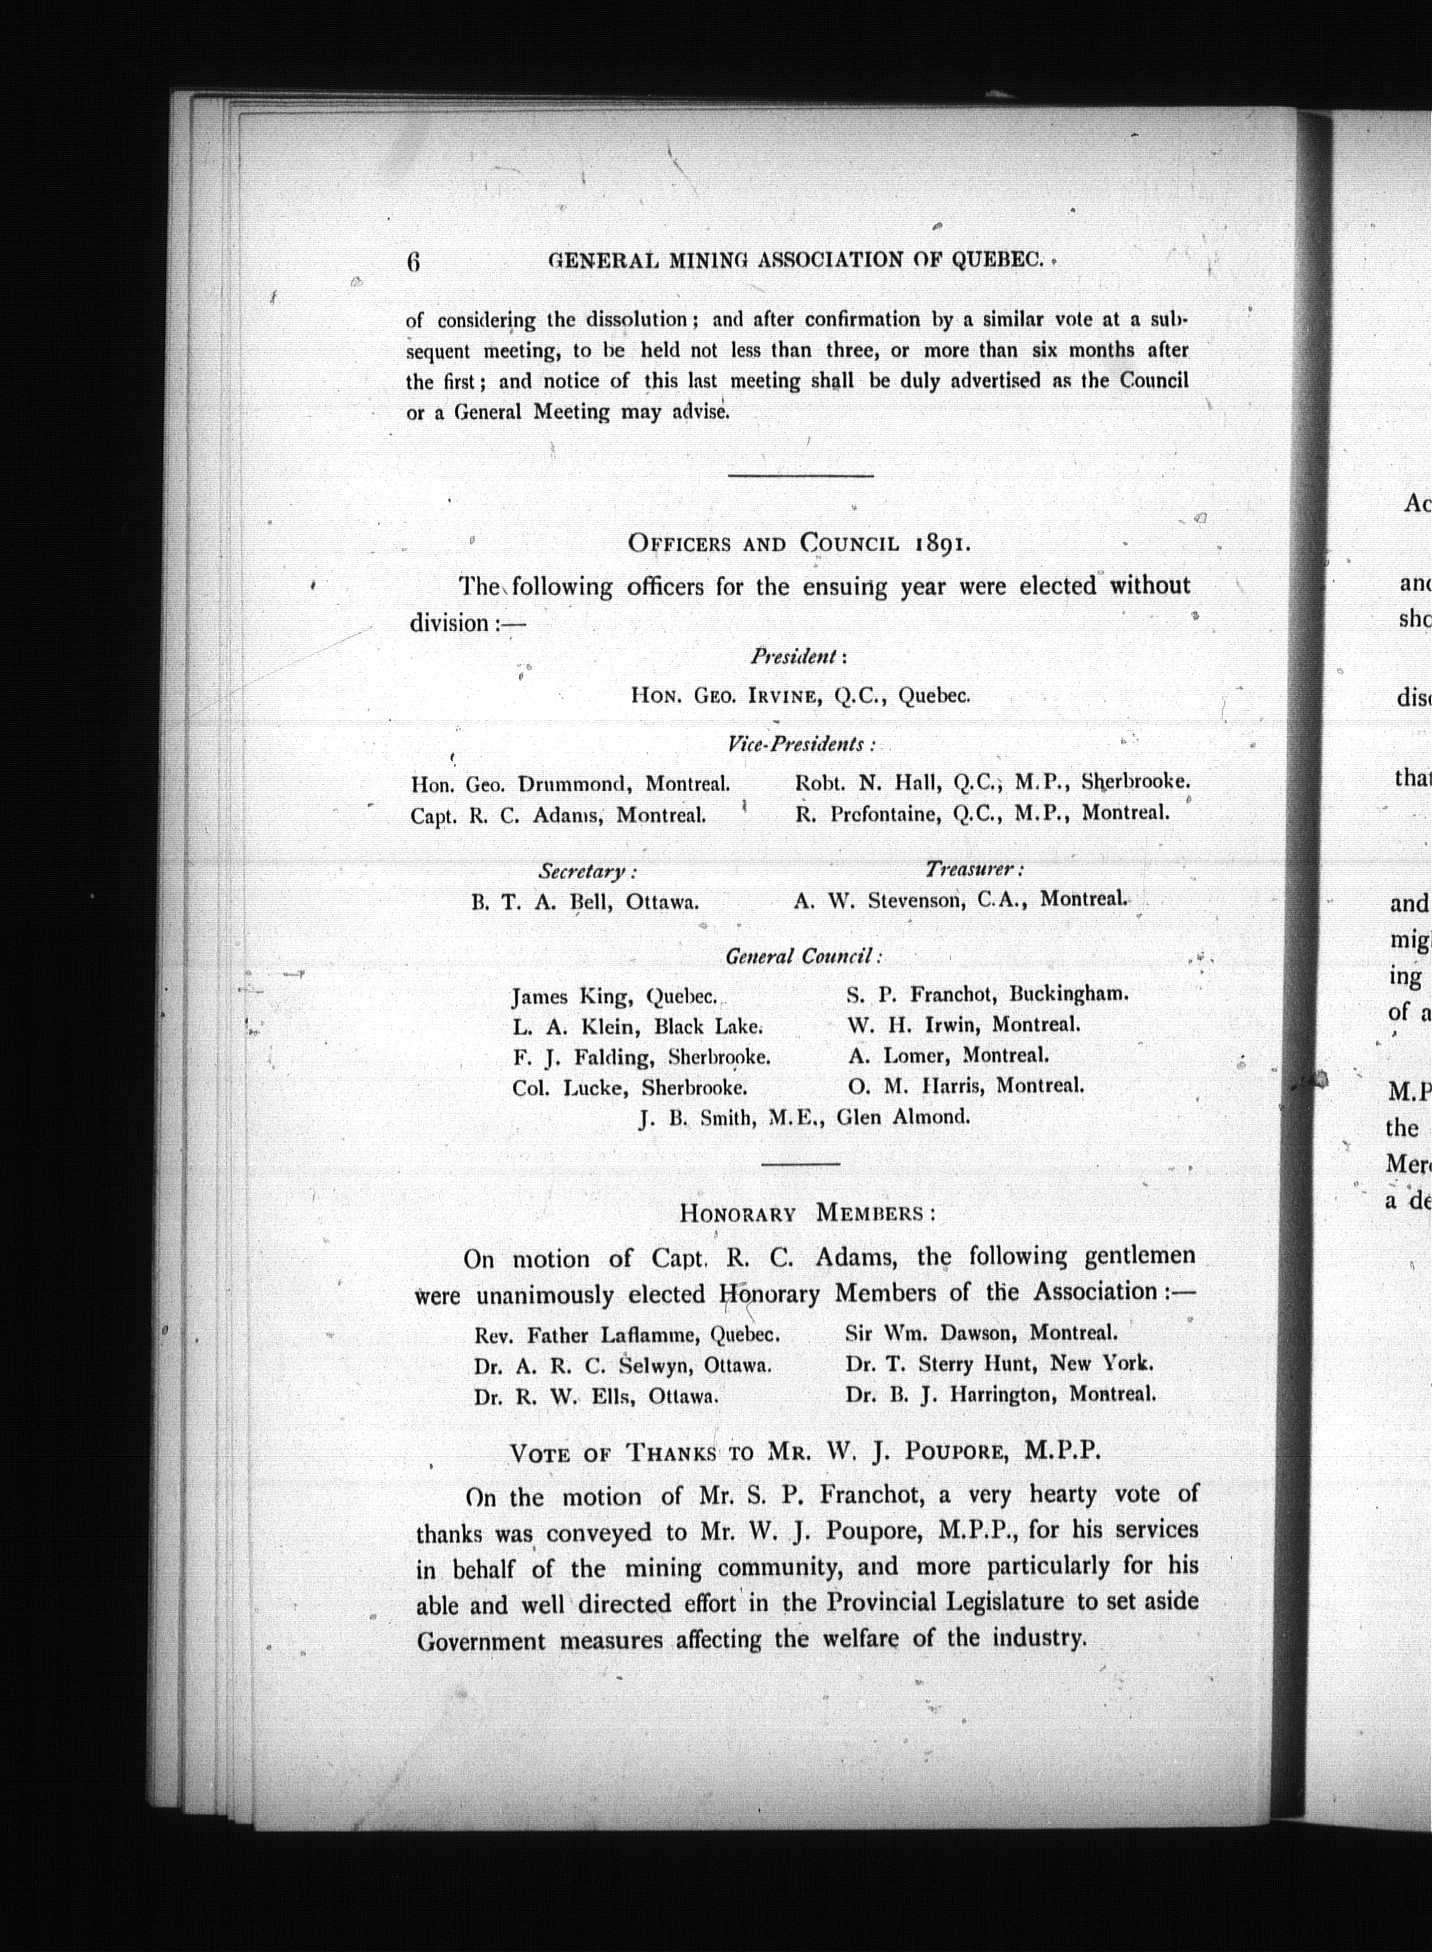 6 GENERAL MINING ASSOCIATION OF QUEBEC.
of considering the dissolution; and after confirmation by a similar vote at a sub-
sequent meeting, to be held not less than three, or more than six months after
the first; and notice of this last meeting shall be duly advertised as the Council
or a General Meeting may advise.
OFFICERS AND COUNCIL 1891.
The following officers for the ensuing year were elected without
division :—
President :
HON. GEO. IRVINE, Q.C., Quebec.
Vice-Presidents :
Hon. Geo. Drummond, Montreal. Robt. N. Hall, Q.C., M.P., Sherbrooke.
Capt. R. C. Adams, Montreal. R. Prefontaine, Q.C., M.P., Montreal.
Secretary : Treasurer :
B. T. A. Bell, Ottawa. A. W. Stevenson, C.A., Montreal.
General Council :
James King, Quebec. S. P. Franchot, Buckingham.
L. A. Klein, Black Lake. W. H. Irwin, Montreal.
F. J. Falding, Sherbrooke. A. Lomer, Montreal.
Col. Lucke, Sherbrooke. O. M. Harris, Montreal.
J. B. Smith, M.E., Glen Almond.
HONORARY MEMBERS :
On motion of Capt. R. C. Adams, the following gentlemen
were unanimously elected Honorary Members of the Association :—
Rev. Father Laflamme, Quebec. Sir Wm. Dawson, Montreal.
Dr. A. R. C. Selwyn, Ottawa. Dr. T. Sterry Hunt, New York.
Dr. R. W. Ells, Ottawa. Dr. B. J. Harrington, Montreal.
VOTE OF THANKS TO MR. W. J. POUPORE, M.P.P.
On the motion of Mr. S. P. Franchot, a very hearty vote of
thanks was conveyed to Mr. W. J. Poupore, M.P.P., for his services
in behalf of the mining community, and more particularly for his
able and well directed effort in the Provincial Legislature to set aside
Government measures affecting the welfare of the industry.
and
ing
of a
the